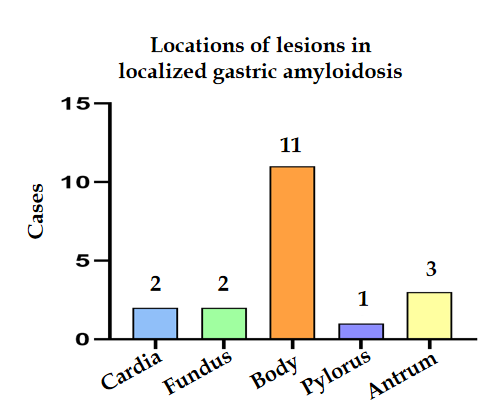 Locations of lesions in
localized gastric amyloidosis
Cases
15
10
5
0
2
2
11
1
3
Cardia
Fundus
Body
Pylorus
Antrum